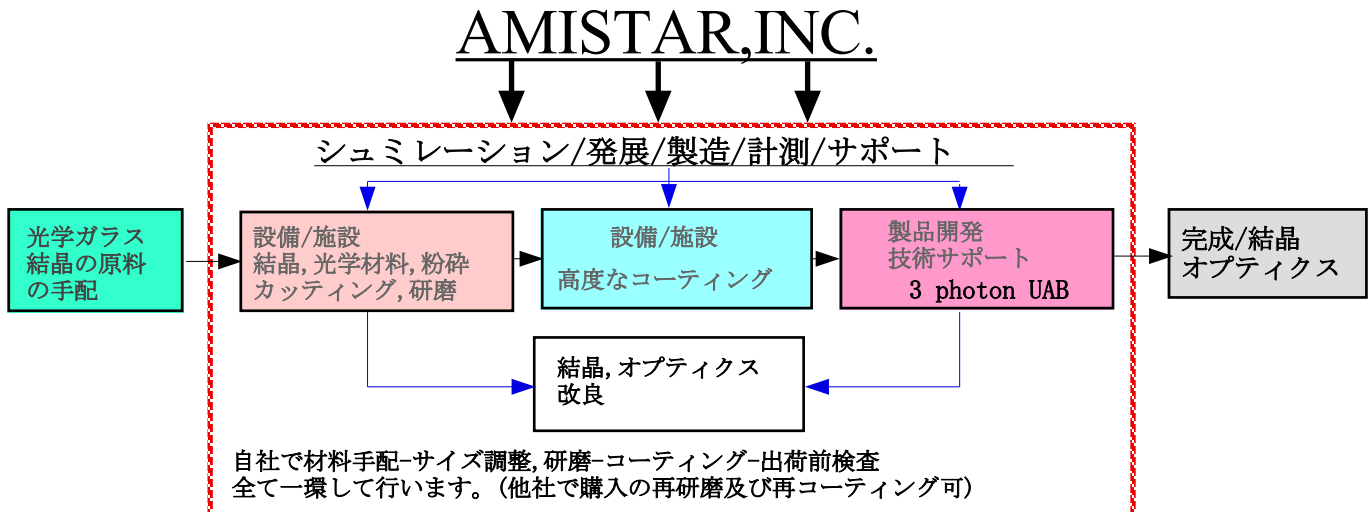 AMISTAR,INC.
シュミレーション/発展/製造/計測/サポート
光学ガラス
結晶の原料
の手配
設備/施設
結晶,光学材料,粉砕
カッティング,研磨
設備/施設
高度なコーティング
製品開発
技術サポート
3 photon UAB
完成/結晶
オプティクス
結晶,オプティクス
改良
自社で材料手配-サイズ調整,研磨-コーティング-出荷前検査
全て一環して行います。(他社で購入の再研磨及び再コーティング可)